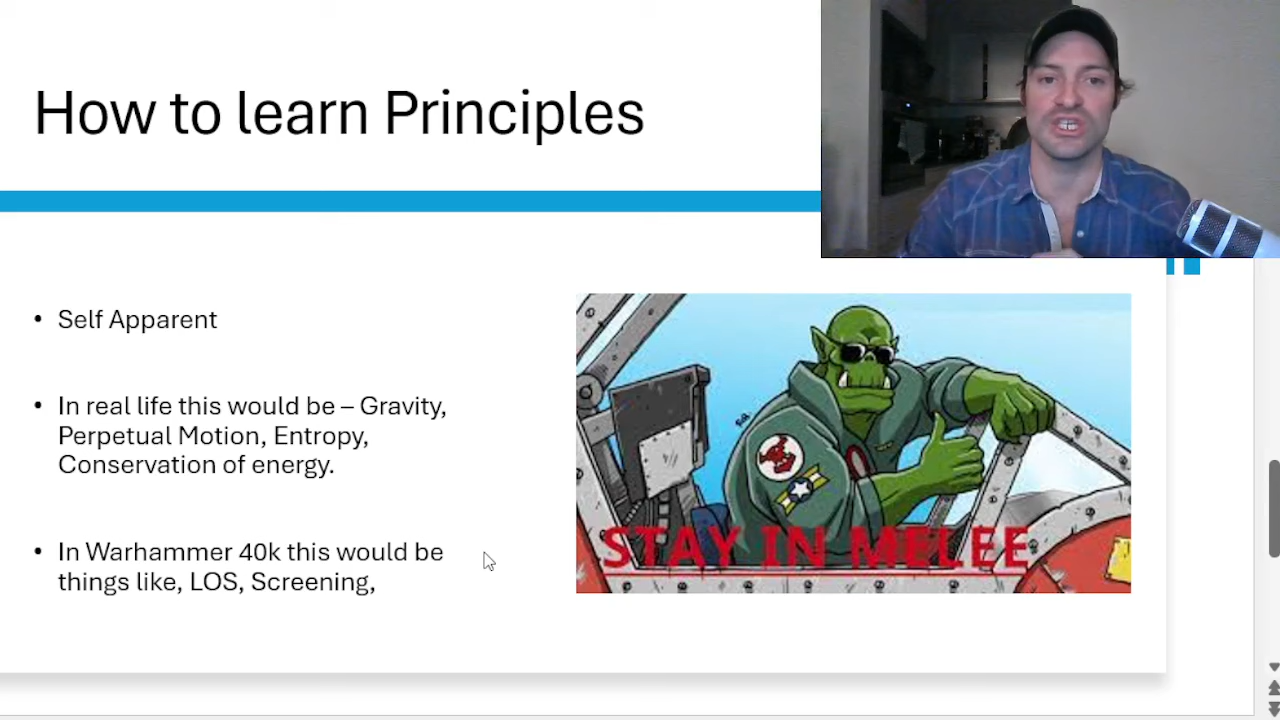 How to learn Principles
• Self Apparent
• In real life this would be – Gravity,
Perpetual Motion, Entropy,
Conservation of energy.
• In Warhammer 40k this would be
things like, LOS, Screening,
STAY IN MELEE